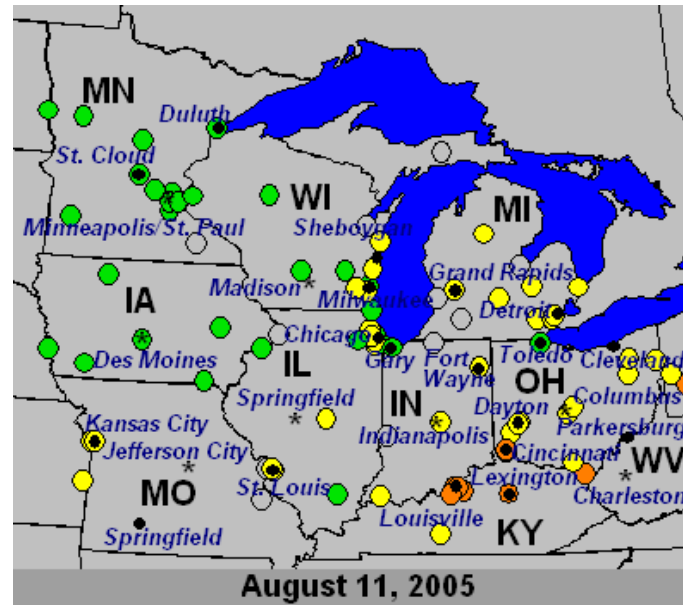 MN
Duluth
St. Cloud
WI
MI
Minneapolis/St. Paul
Sheboygan
Grand Rapids
Madison
Milwaukee
IA
Detroit
Des Moines
Chicago
IL
Gary
Fort Wayne
Toledo
Cleveland
OH
Springfield
IN
Dayton
Columbus
Kansas City
Indianapolis
Parkersburg
Jefferson City
Cincinnati
WV
MO
St. Louis
Lexington
Charleston
Louisville
KY
Springfield
August 11, 2005